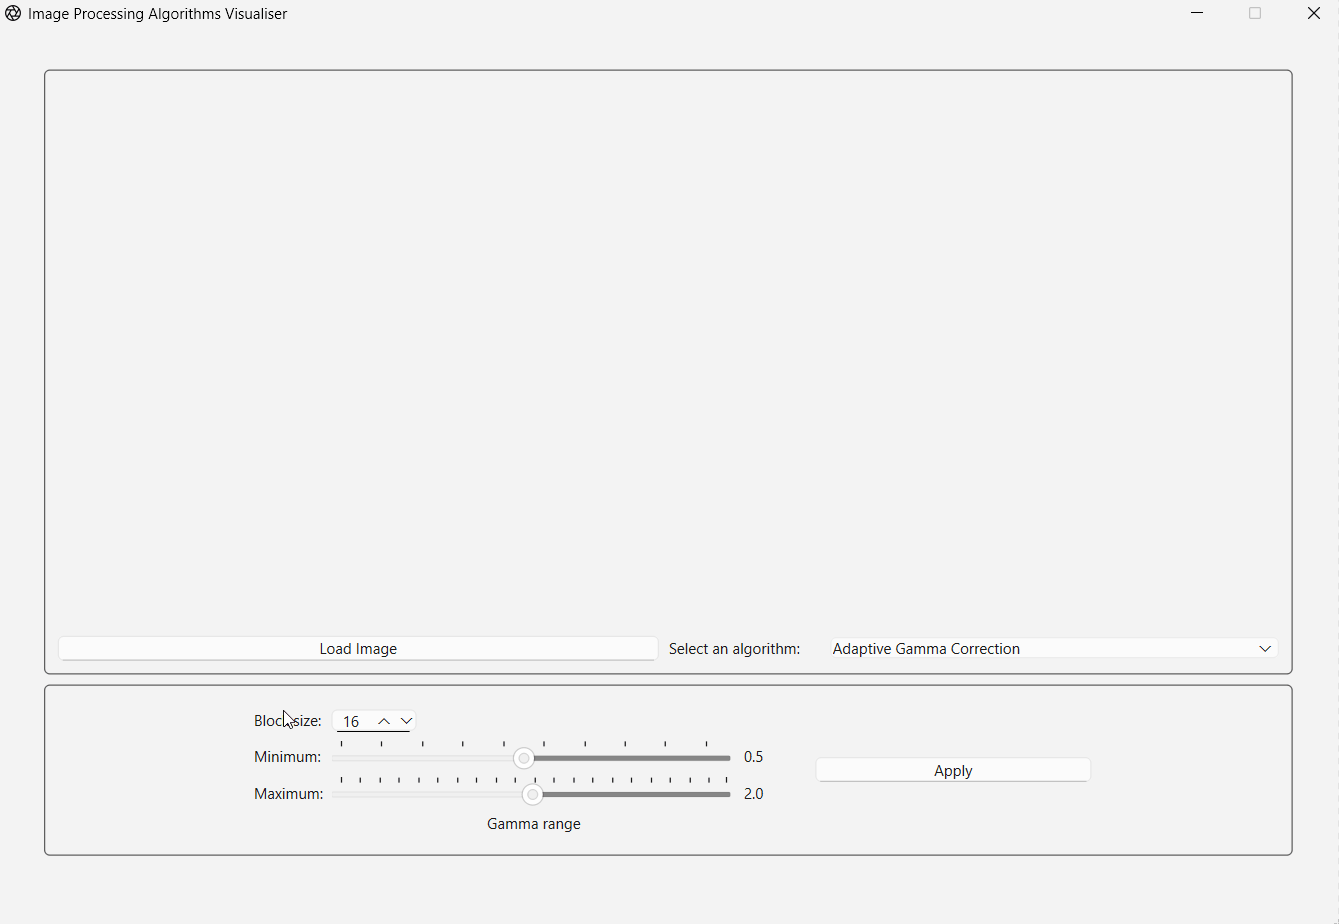 Image Processing Algorithms Visualiser
Load Image
Select an algorithm:
Adaptive Gamma Correction
Block size: 16
Minimum: 0.5
Maximum: 2.0
Gamma range
Apply